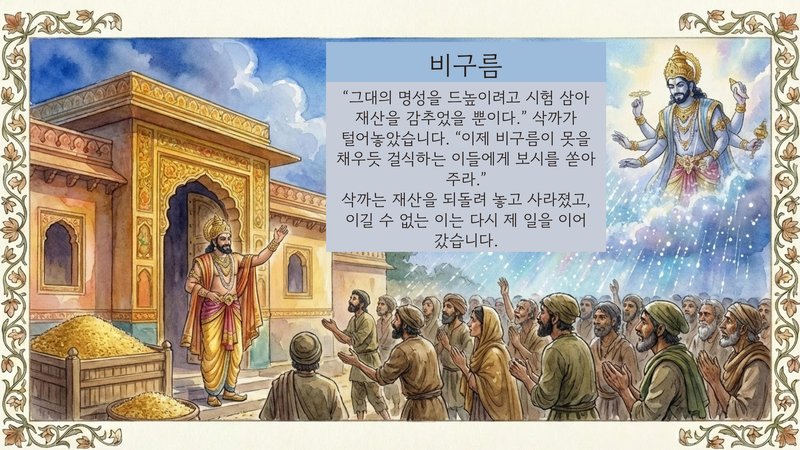 비구름
“그대의 명성을 드높이려고 시험 삼아
재산을 감추었을 뿐이다.” 삭까가
털어놓았습니다. “이제 비구름이 못을
채우듯 걸식하는 이들에게 보시를 쏟아
주라.”
삭까는 재산을 되돌려 놓고 사라졌고,
이길 수 없는 이는 다시 제 일을 이어
갔습니다.